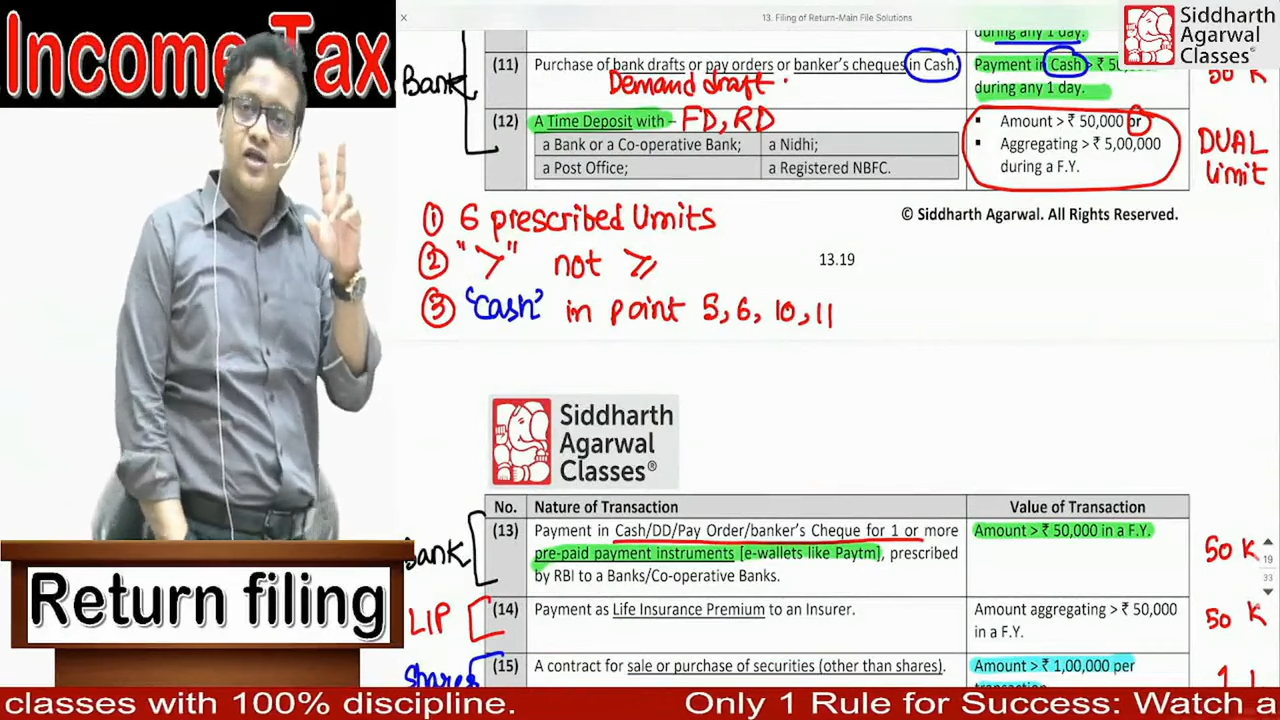 Income Tax
13. Filing of Return-Main File Solutions
Siddharth
Agarwal
Classes®
during any 1 day.
Bank
(11) Purchase of bank drafts or pay orders or banker's cheques in Cash. Payment in Cash > ₹ 50,
during any 1 day.
50 K
Demand draft
(12) A Time Deposit with – FD, RD
a Bank or a Co-operative Bank; a Nidhi;
a Post Office; a Registered NBFC.
Amount > ₹ 50,000 or
Aggregating > ₹ 5,00,000
during a F.Y.
DUAL
limit
① 6 prescribed limits
© Siddharth Agarwal. All Rights Reserved.
② ">" not ≥
13.19
③ 'Cash' in point 5, 6, 10, 11
Siddharth
Agarwal
Classes®
No. Nature of Transaction Value of Transaction
Bank
(13) Payment in Cash/DD/Pay Order/banker's Cheque for 1 or more Amount > ₹ 50,000 in a F.Y.
pre-paid payment instruments [e-wallets like Paytm], prescribed
by RBI to a Banks/Co-operative Banks.
50 K
19
33
LIP
(14) Payment as Life Insurance Premium to an Insurer. Amount aggregating > ₹ 50,000
in a F.Y.
50 K
Shares
(15) A contract for sale or purchase of securities (other than shares). Amount > ₹ 1,00,000 per
transaction
Return filing
classes with 100% discipline. Only 1 Rule for Success: Watch a